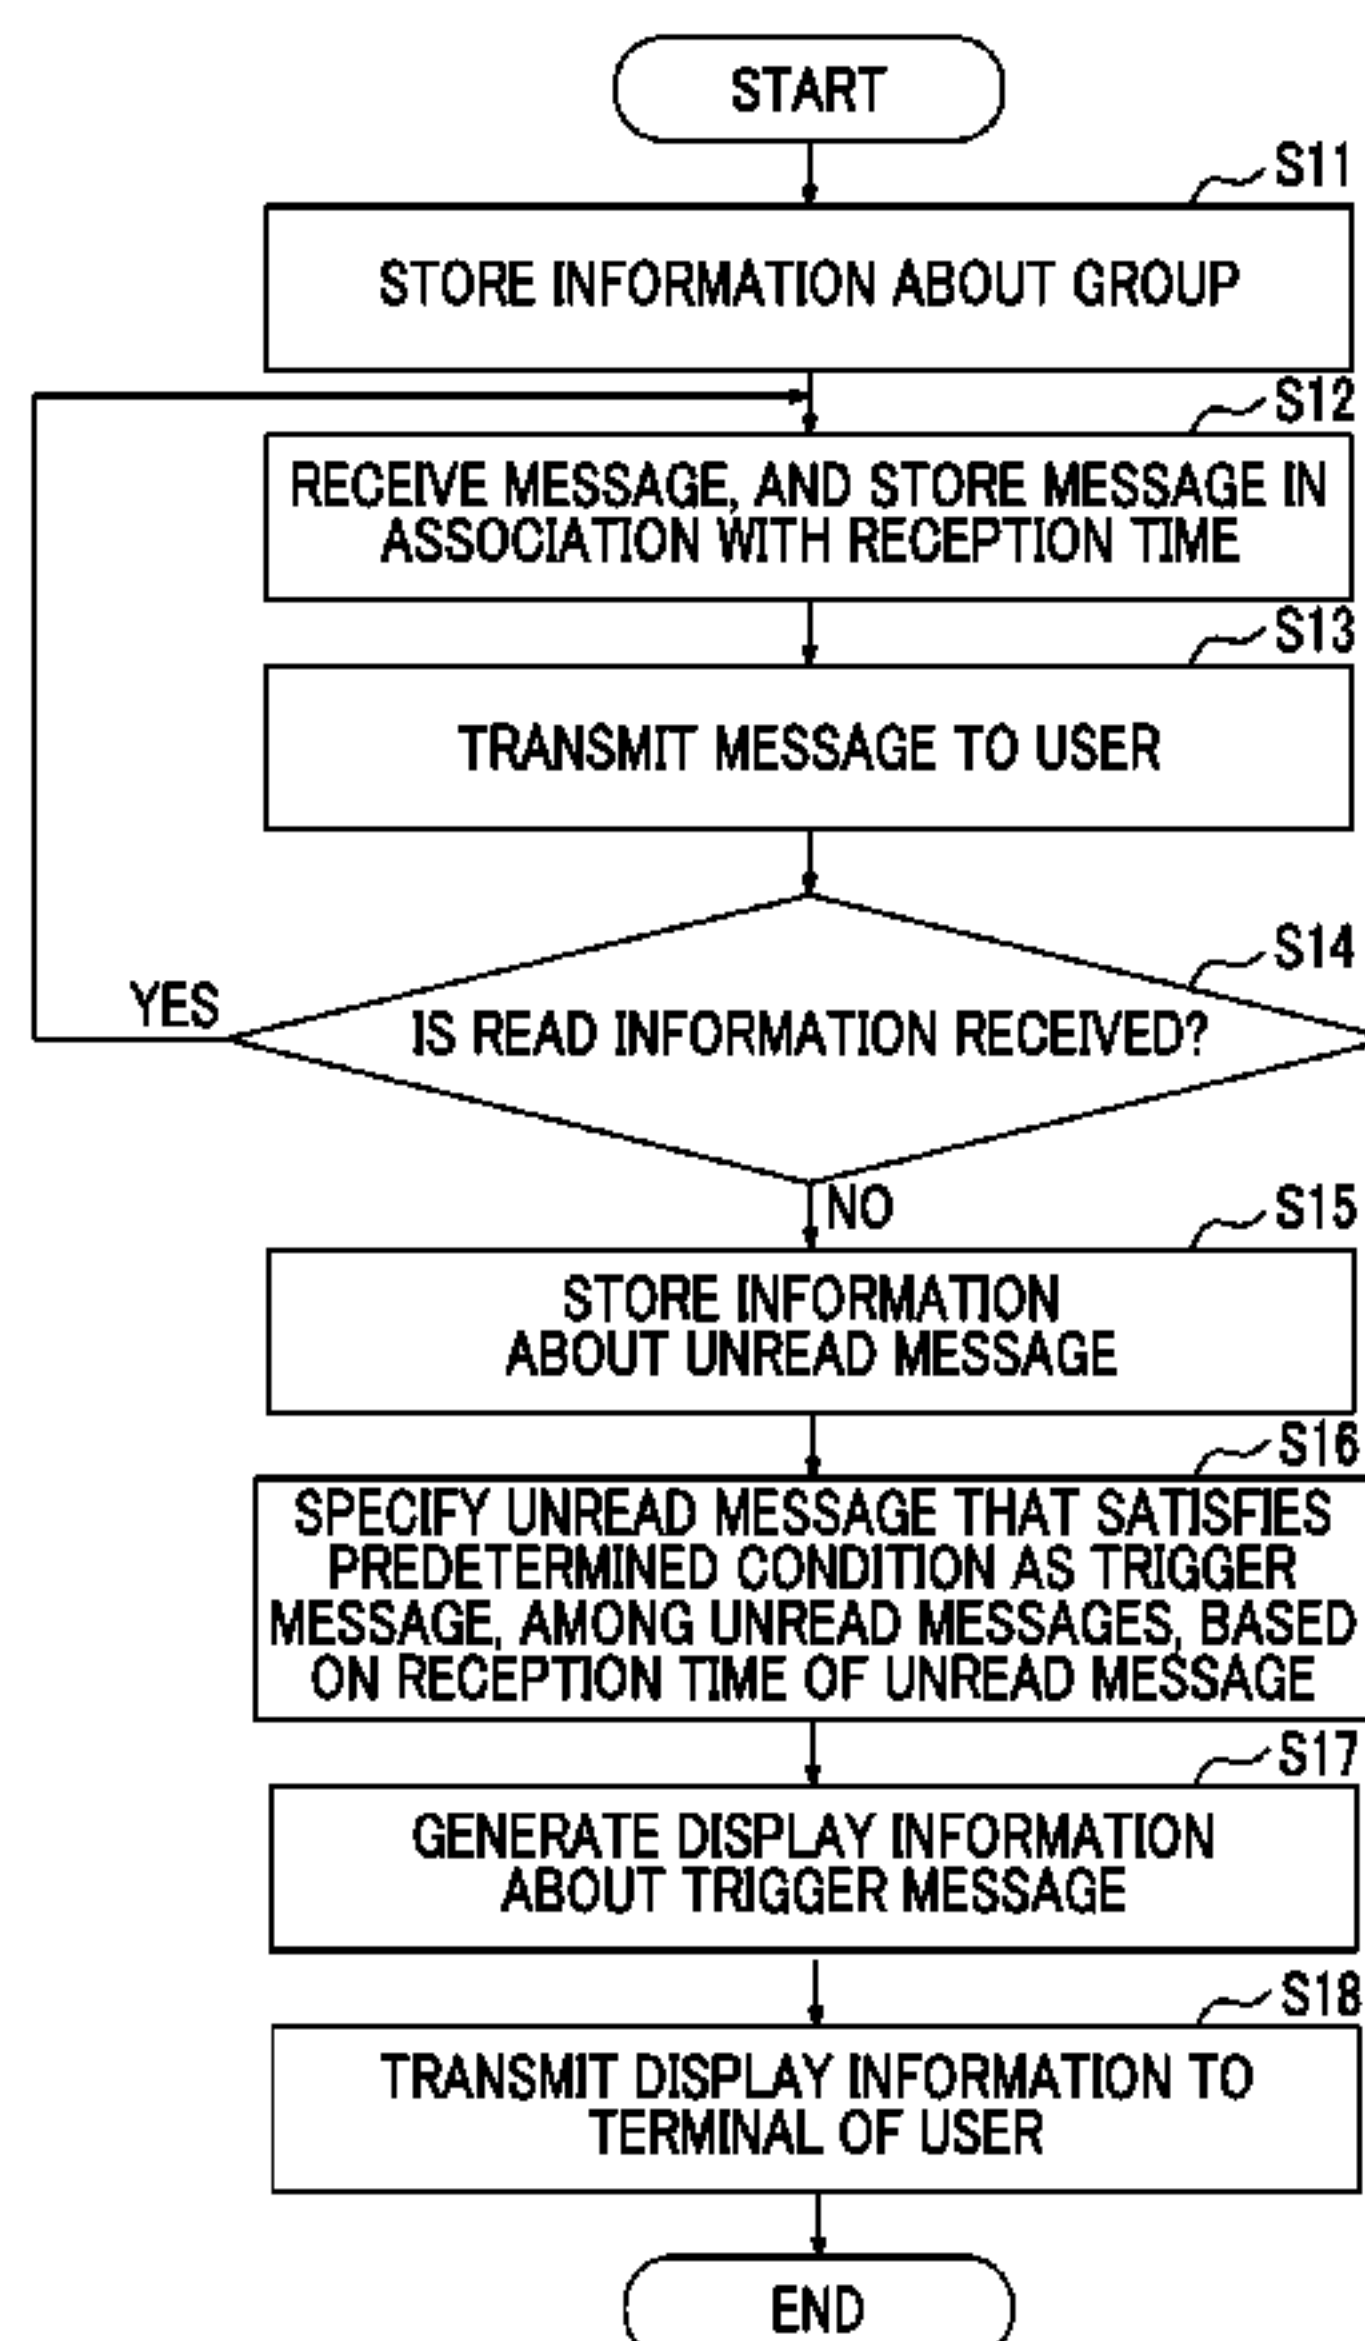 START
S11
STORE INFORMATION ABOUT GROUP
S12
RECEIVE MESSAGE, AND STORE MESSAGE IN
ASSOCIATION WITH RECEPTION TIME
S13
TRANSMIT MESSAGE TO USER
S14
YES
IS READ INFORMATION RECEIVED?
NO
S15
STORE INFORMATION
ABOUT UNREAD MESSAGE
S16
SPECIFY UNREAD MESSAGE THAT SATISFIES
PREDETERMINED CONDITION AS TRIGGER
MESSAGE, AMONG UNREAD MESSAGES, BASED
ON RECEPTION TIME OF UNREAD MESSAGE
S17
GENERATE DISPLAY INFORMATION
ABOUT TRIGGER MESSAGE
S18
TRANSMIT DISPLAY INFORMATION TO
TERMINAL OF USER
END